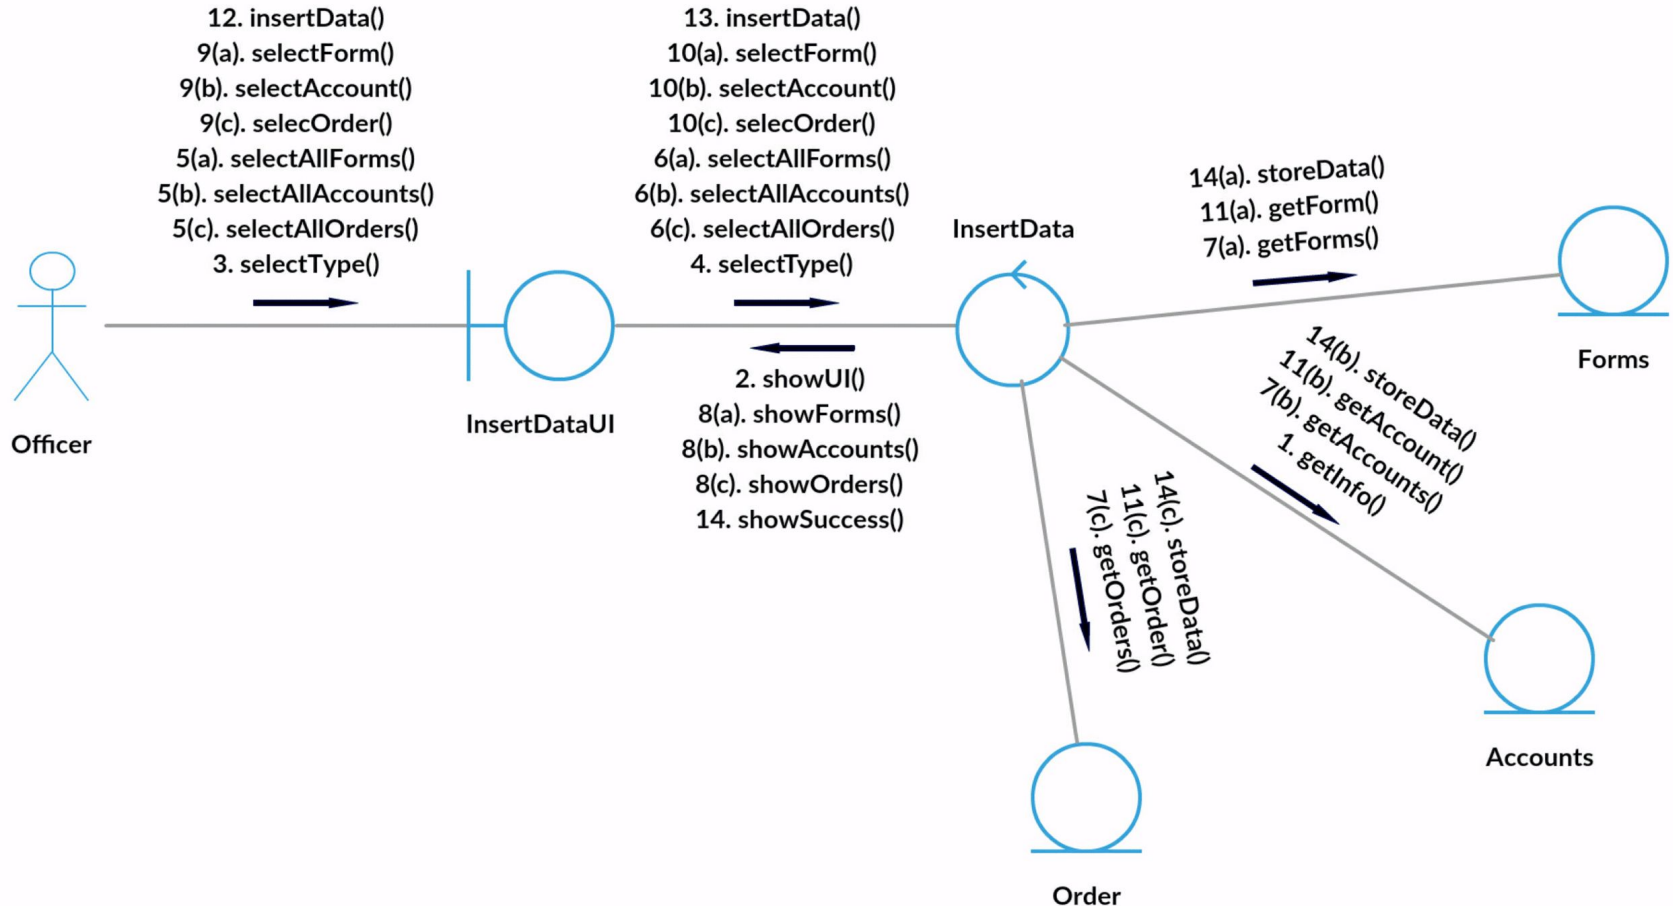 12. insertData()
9(a). selectForm()
9(b). selectAccount()
9(c). selecOrder()
5(a). selectAllForms()
5(b). selectAllAccounts()
5(c). selectAllOrders()
3. selectType()
13. insertData()
10(a). selectForm()
10(b). selectAccount()
10(c). selecOrder()
6(a). selectAllForms()
6(b). selectAllAccounts()
6(c). selectAllOrders()
4. selectType()
2. showUI()
8(a). showForms()
8(b). showAccounts()
8(c). showOrders()
14. showSuccess()
Officer
InsertDataUI
InsertData
14(a). storeData()
11(a). getForm()
7(a). getForms()
Forms
14(b). storeData()
11(b). getAccount()
7(b). getAccounts()
1. getInfo()
Accounts
14(c). storeData()
11(c). getOrder()
7(c). getOrders()
Order